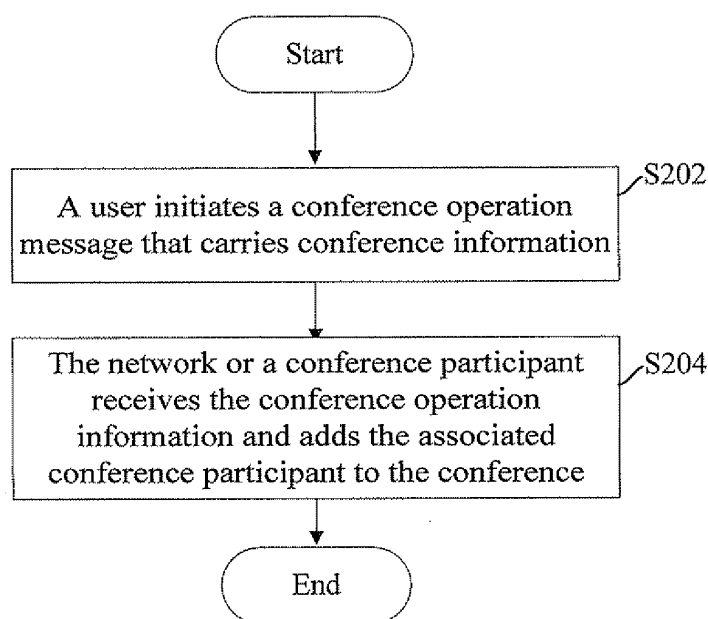 Start
S202
A user initiates a conference operation
message that carries conference information
S204
The network or a conference participant
receives the conference operation
information and adds the associated
conference participant to the conference
End